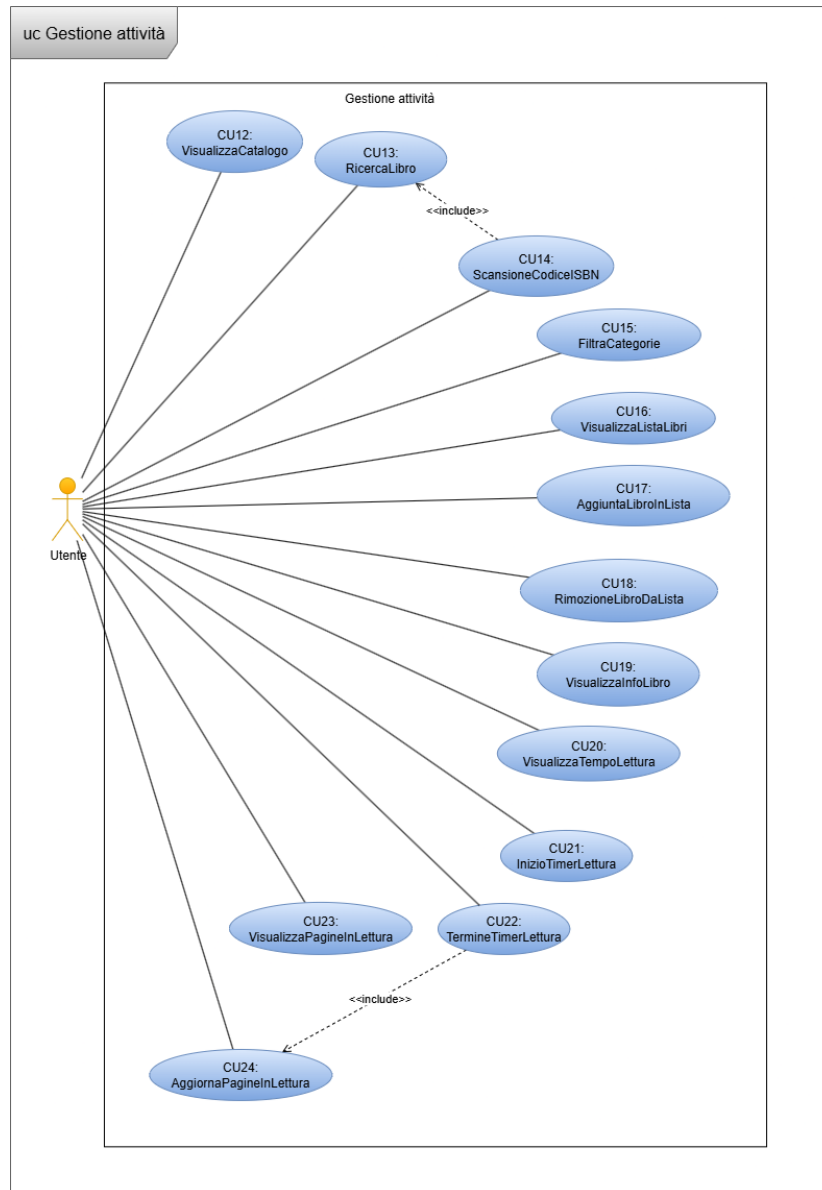 uc Gestione attività
Gestione attività
CU12:
VisualizzaCatalogo
CU13:
RicercaLibro
<<include>>
CU14:
ScansioneCodiceISBN
CU15:
FiltraCategorie
CU16:
VisualizzaListaLibri
CU17:
AggiuntaLibroInLista
Utente
CU18:
RimozioneLibroDaLista
CU19:
VisualizzaInfoLibro
CU20:
VisualizzaTempoLettura
CU21:
InizioTimerLettura
CU23:
VisualizzaPagineInLettura
CU22:
TermineTimerLettura
<<include>>
CU24:
AggiornaPagineInLettura